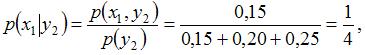 p(x₁|y₂) = p(x₁, y₂) / p(y₂) = 0,15 / (0,15 + 0,20 + 0,25) = 1/4 ,